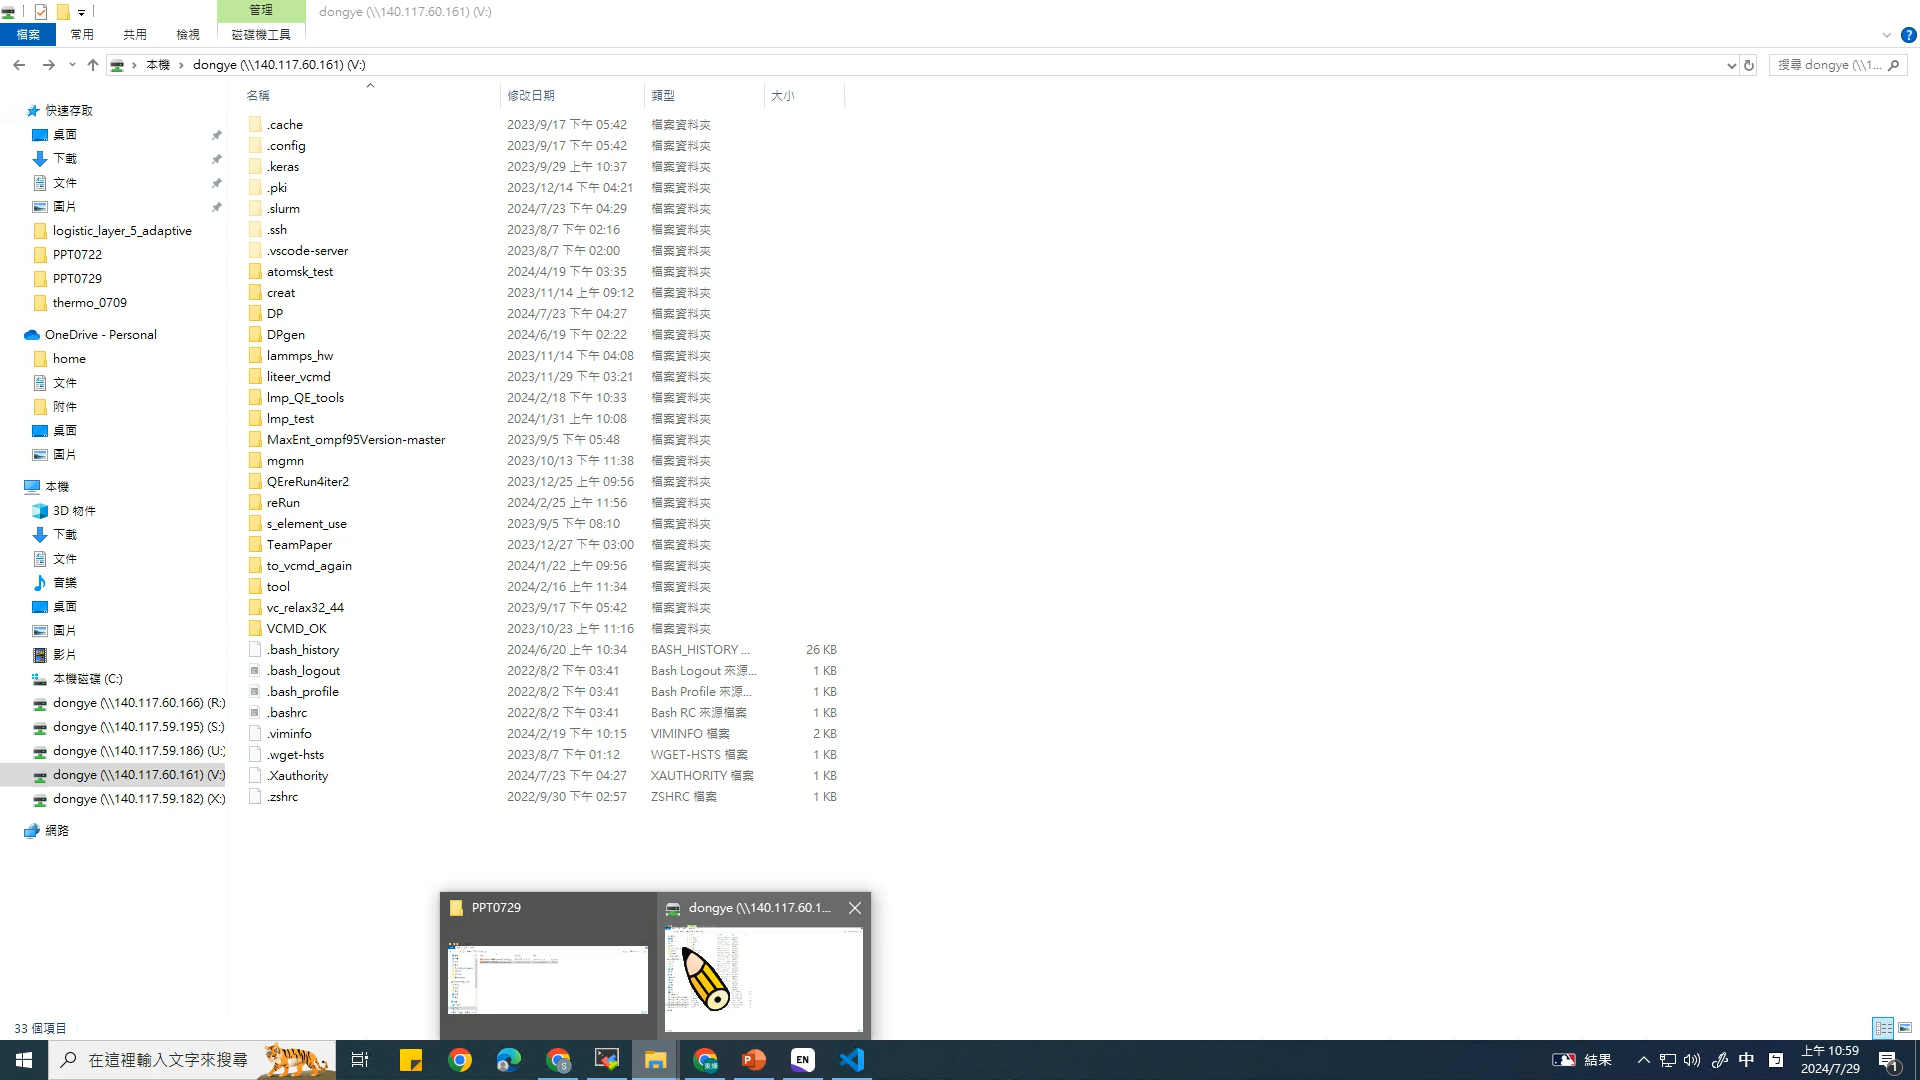 管理
dongye (\\140.117.60.161) (V:)
檔案
常用
共用
檢視
磁碟機工具
本機
dongye (\\140.117.60.161) (V:)
搜尋 dongye (\\1...
名稱
修改日期
類型
大小
快速存取
桌面
下載
文件
圖片
logistic_layer_5_adaptive
PPT0722
PPT0729
thermo_0709
OneDrive - Personal
home
文件
附件
桌面
圖片
本機
3D 物件
下載
文件
音樂
桌面
圖片
影片
本機磁碟 (C:)
dongye (\\140.117.60.166) (R:)
dongye (\\140.117.59.195) (S:)
dongye (\\140.117.59.186) (U:)
dongye (\\140.117.60.161) (V:)
dongye (\\140.117.59.182) (X:)
網路
.cache 2023/9/17 下午 05:42 檔案資料夾
.config 2023/9/17 下午 05:42 檔案資料夾
.keras 2023/9/29 上午 10:37 檔案資料夾
.pki 2023/12/14 下午 04:21 檔案資料夾
.slurm 2024/7/23 下午 04:29 檔案資料夾
.ssh 2023/8/7 下午 02:16 檔案資料夾
.vscode-server 2023/8/7 下午 02:00 檔案資料夾
atomsk_test 2024/4/19 下午 03:35 檔案資料夾
creat 2023/11/14 上午 09:12 檔案資料夾
DP 2024/7/23 下午 04:27 檔案資料夾
DPgen 2024/6/19 下午 02:22 檔案資料夾
lammps_hw 2023/11/14 下午 04:08 檔案資料夾
liteer_vcmd 2023/11/29 下午 03:21 檔案資料夾
lmp_QE_tools 2024/2/18 下午 10:33 檔案資料夾
lmp_test 2024/1/31 上午 10:08 檔案資料夾
MaxEnt_ompf95Version-master 2023/9/5 下午 05:48 檔案資料夾
mgmn 2023/10/13 下午 11:38 檔案資料夾
QEreRun4iter2 2023/12/25 上午 09:56 檔案資料夾
reRun 2024/2/25 上午 11:56 檔案資料夾
s_element_use 2023/9/5 下午 08:10 檔案資料夾
TeamPaper 2023/12/27 下午 03:00 檔案資料夾
to_vcmd_again 2024/1/22 上午 09:56 檔案資料夾
tool 2024/2/16 上午 11:34 檔案資料夾
vc_relax32_44 2023/9/17 下午 05:42 檔案資料夾
VCMD_OK 2023/10/23 上午 11:16 檔案資料夾
.bash_history 2024/6/20 上午 10:34 BASH_HISTORY ... 26 KB
.bash_logout 2022/8/2 下午 03:41 Bash Logout 來源... 1 KB
.bash_profile 2022/8/2 下午 03:41 Bash Profile 來源... 1 KB
.bashrc 2022/8/2 下午 03:41 Bash RC 來源檔案 1 KB
.viminfo 2024/2/19 下午 10:15 VIMINFO 檔案 2 KB
.wget-hsts 2023/8/7 下午 01:12 WGET-HSTS 檔案 1 KB
.Xauthority 2024/7/23 下午 04:27 XAUTHORITY 檔案 1 KB
.zshrc 2022/9/30 下午 02:57 ZSHRC 檔案 1 KB
PPT0729
dongye (\\140.117.60.1...
33 個項目
在這裡輸入文字來搜尋
EN
結果
中
上午 10:59
2024/7/29
1